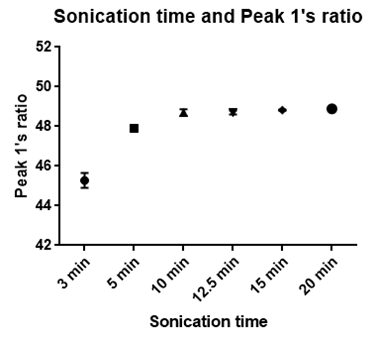 Sonication time and Peak 1's ratio
Peak 1's ratio
52
50
48
46
44
42
3 min
5 min
10 min
12.5 min
15 min
20 min
Sonication time